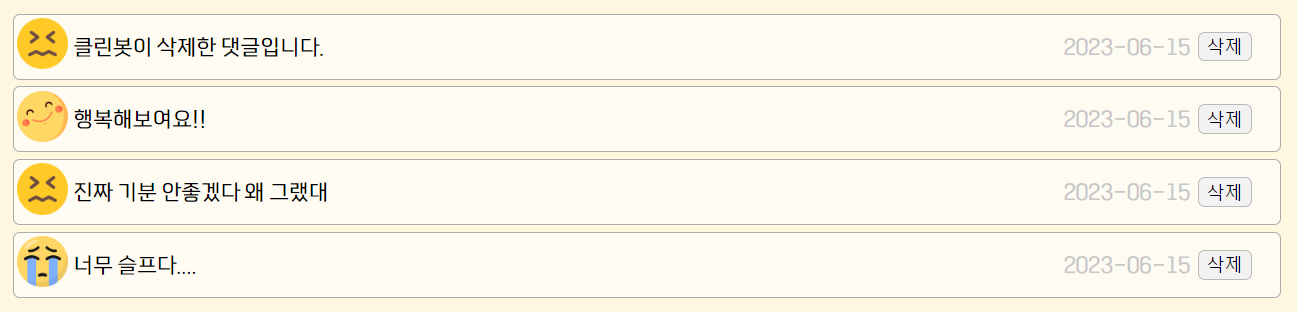 클린봇이 삭제한 댓글입니다. 2023-06-15 삭제
행복해보여요!! 2023-06-15 삭제
진짜 기분 안좋겠다 왜 그랬대 2023-06-15 삭제
너무 슬프다.... 2023-06-15 삭제